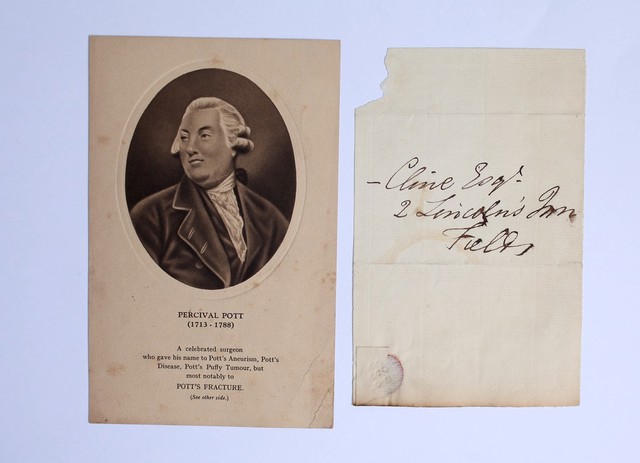 PERCIVAL POTT
(1713 - 1788)
A celebrated surgeon
who gave his name to Pott's Aneurism, Pott's
Disease, Pott's Puffy Tumour, but
most notably to
POTT'S FRACTURE.
(See other side.)
- Cline Esqr.
2 Lincoln's Inn
Fields